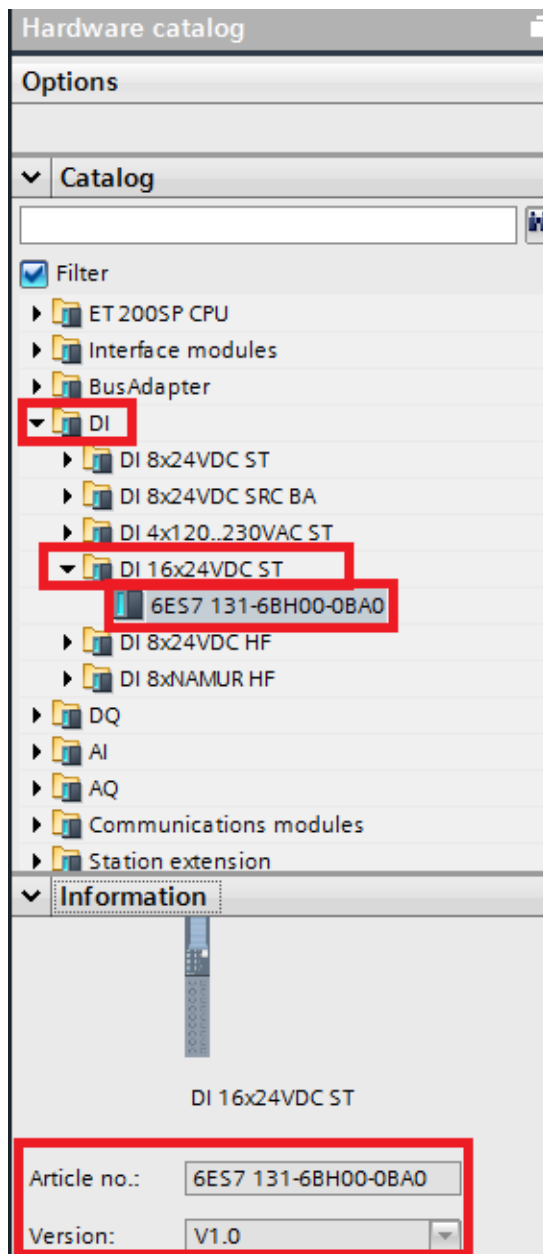 Hardware catalog
Options
Catalog
Filter
ET 200SP CPU
Interface modules
BusAdapter
DI
DI 8x24VDC ST
DI 8x24VDC SRC BA
DI 4x120..230VAC ST
DI 16x24VDC ST
6ES7 131-6BH00-0BA0
DI 8x24VDC HF
DI 8xNAMUR HF
DQ
AI
AQ
Communications modules
Station extension
Information
DI 16x24VDC ST
Article no.: 6ES7 131-6BH00-0BA0
Version: V1.0